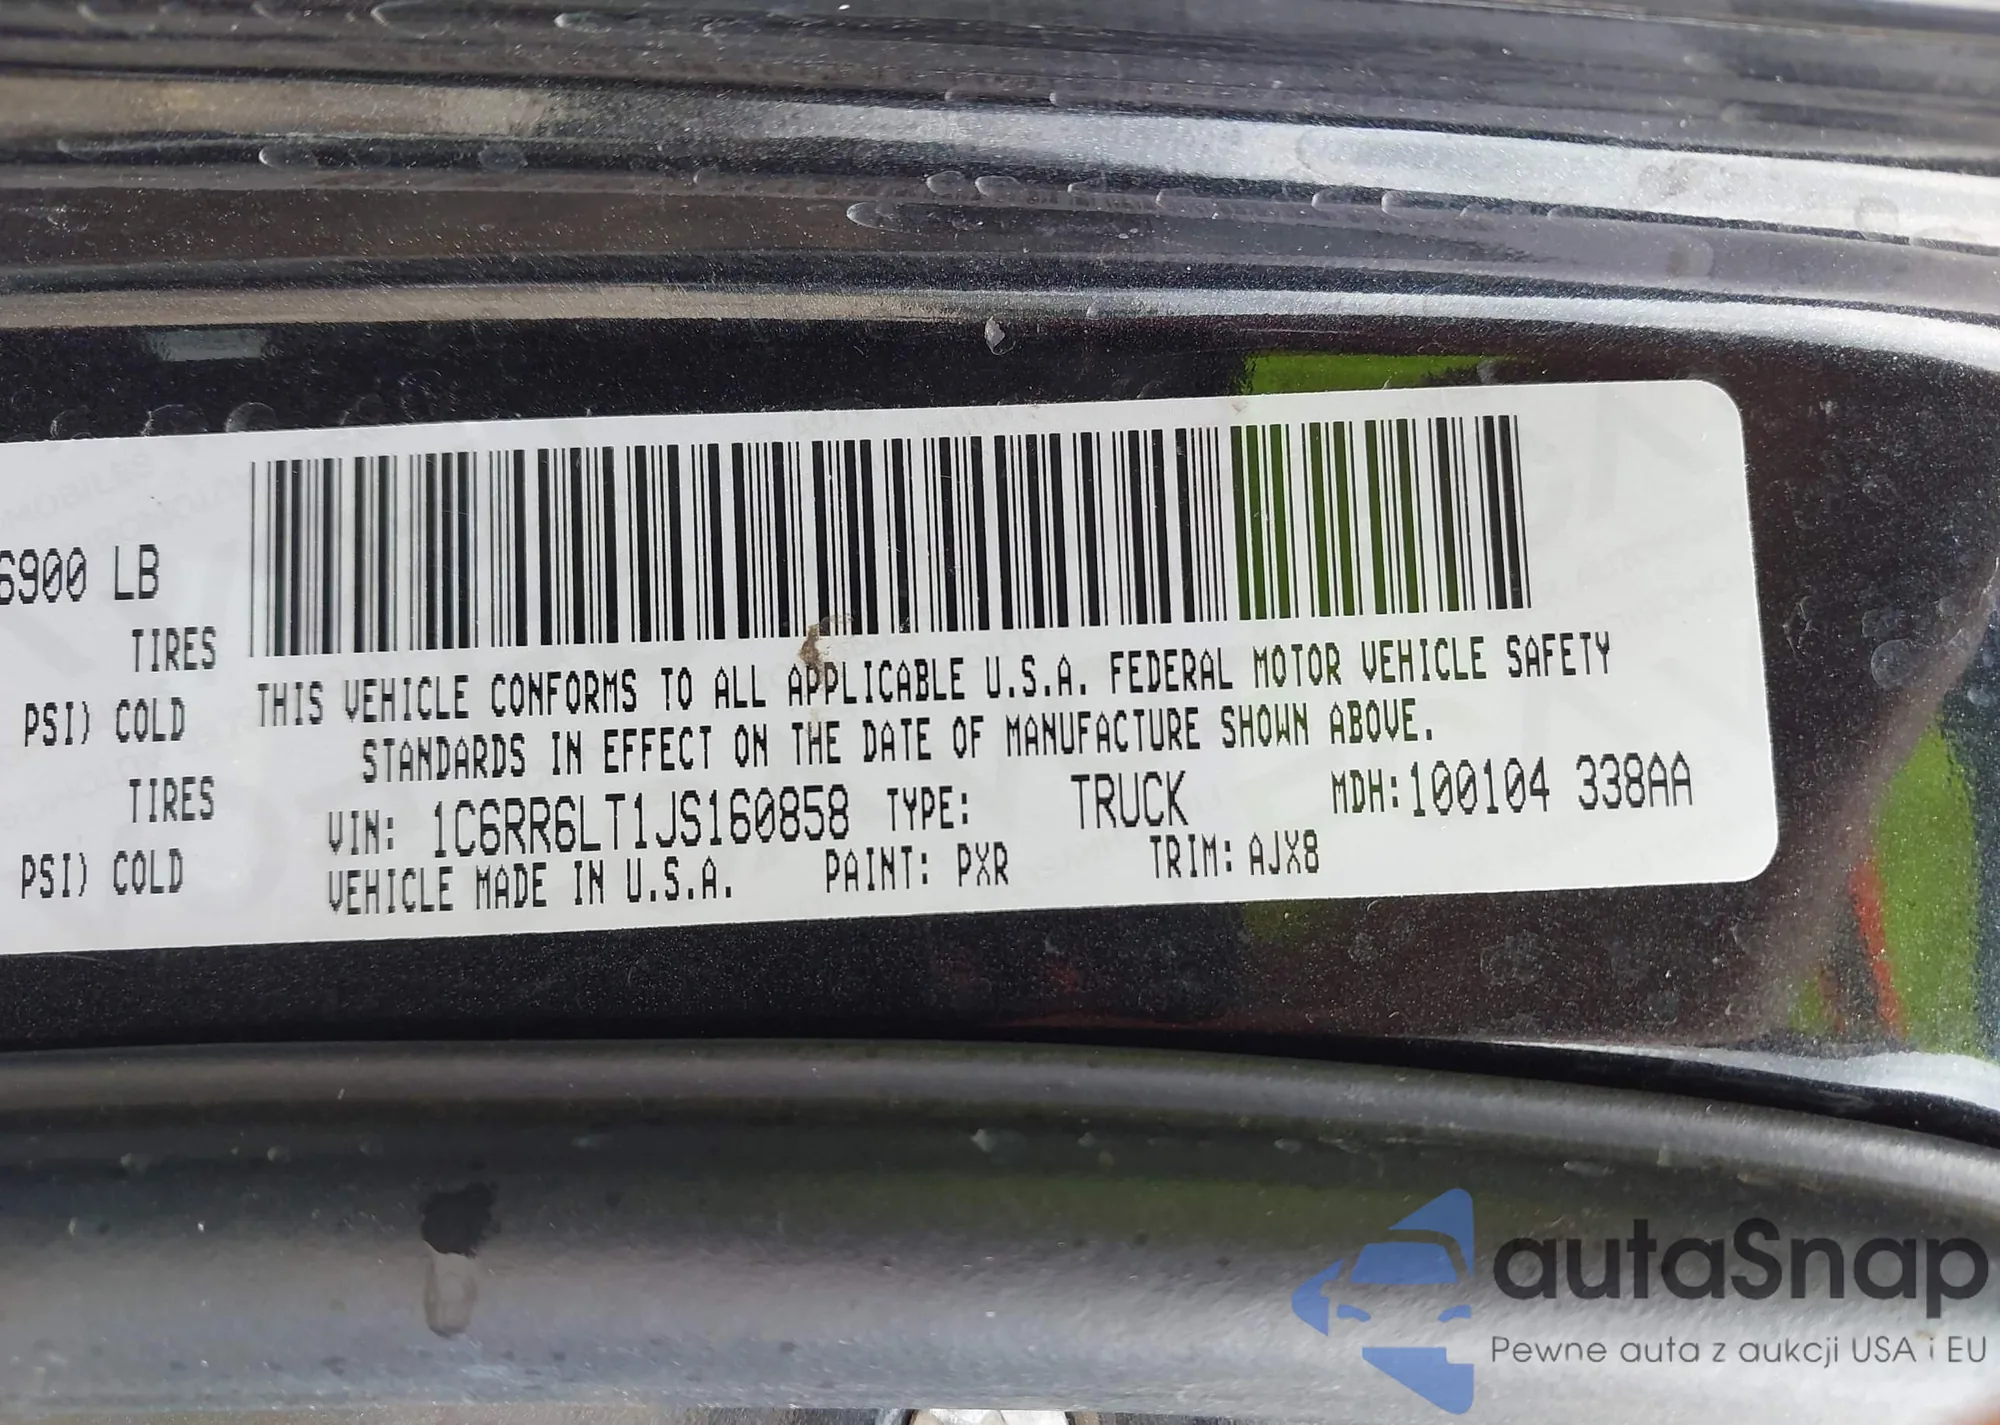 6900 LB
TIRES
PSI) COLD
TIRES
PSI) COLD
THIS VEHICLE CONFORMS TO ALL APPLICABLE U.S.A. FEDERAL MOTOR VEHICLE SAFETY
STANDARDS IN EFFECT ON THE DATE OF MANUFACTURE SHOWN ABOVE.
VIN: 1C6RR6LT1JS160858 TYPE: TRUCK MDH:100104 338AA
VEHICLE MADE IN U.S.A. PAINT: PXR TRIM: AJX8
autaSnap
Pewne auta z aukcji USA i EU